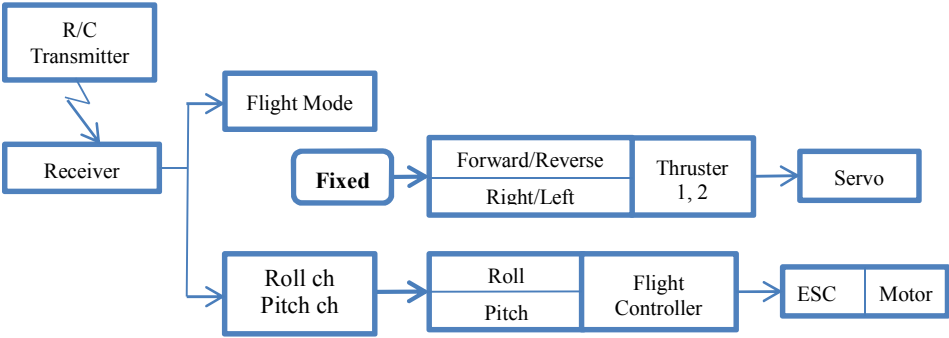 R/C
Transmitter
Flight Mode
Receiver
Fixed
Forward/Reverse
Right/Left
Thruster
1, 2
Servo
Roll ch
Pitch ch
Roll
Pitch
Flight
Controller
ESC
Motor